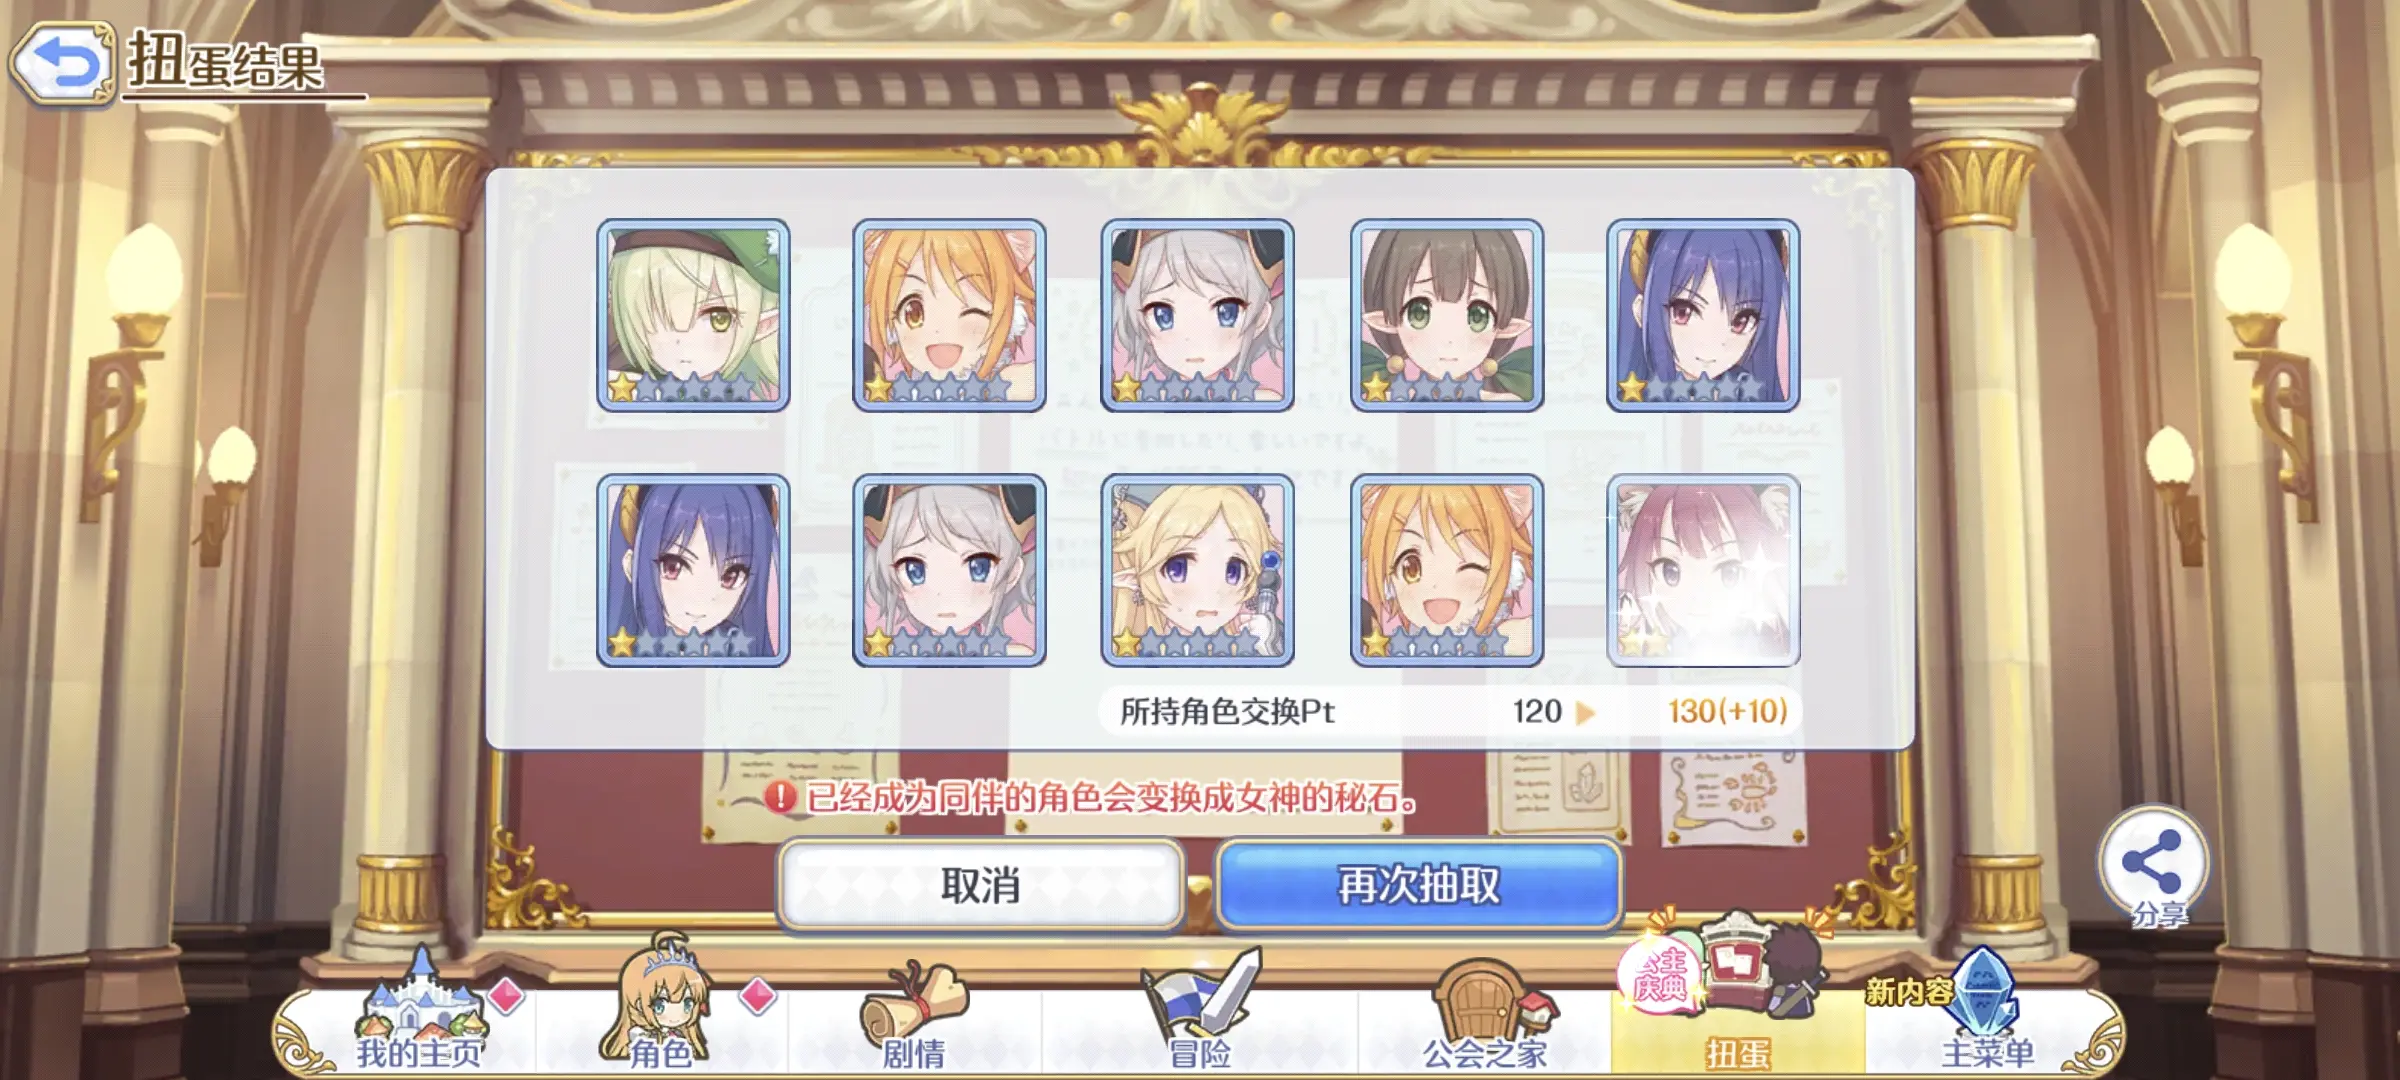 扭蛋结果
所持角色交换Pt 120 130(+10)
已经成为同伴的角色会变换成女神的秘石。
取消
再次抽取
分享
公主
庆典
新内容
我的主页
角色
剧情
冒险
公会之家
扭蛋
主菜单